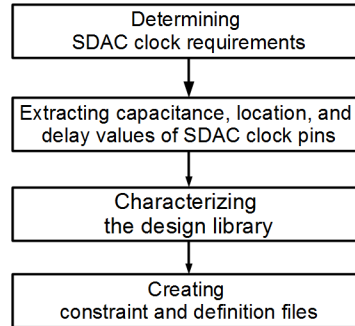 Determining
SDAC clock requirements
Extracting capacitance, location, and
delay values of SDAC clock pins
Characterizing
the design library
Creating
constraint and definition files